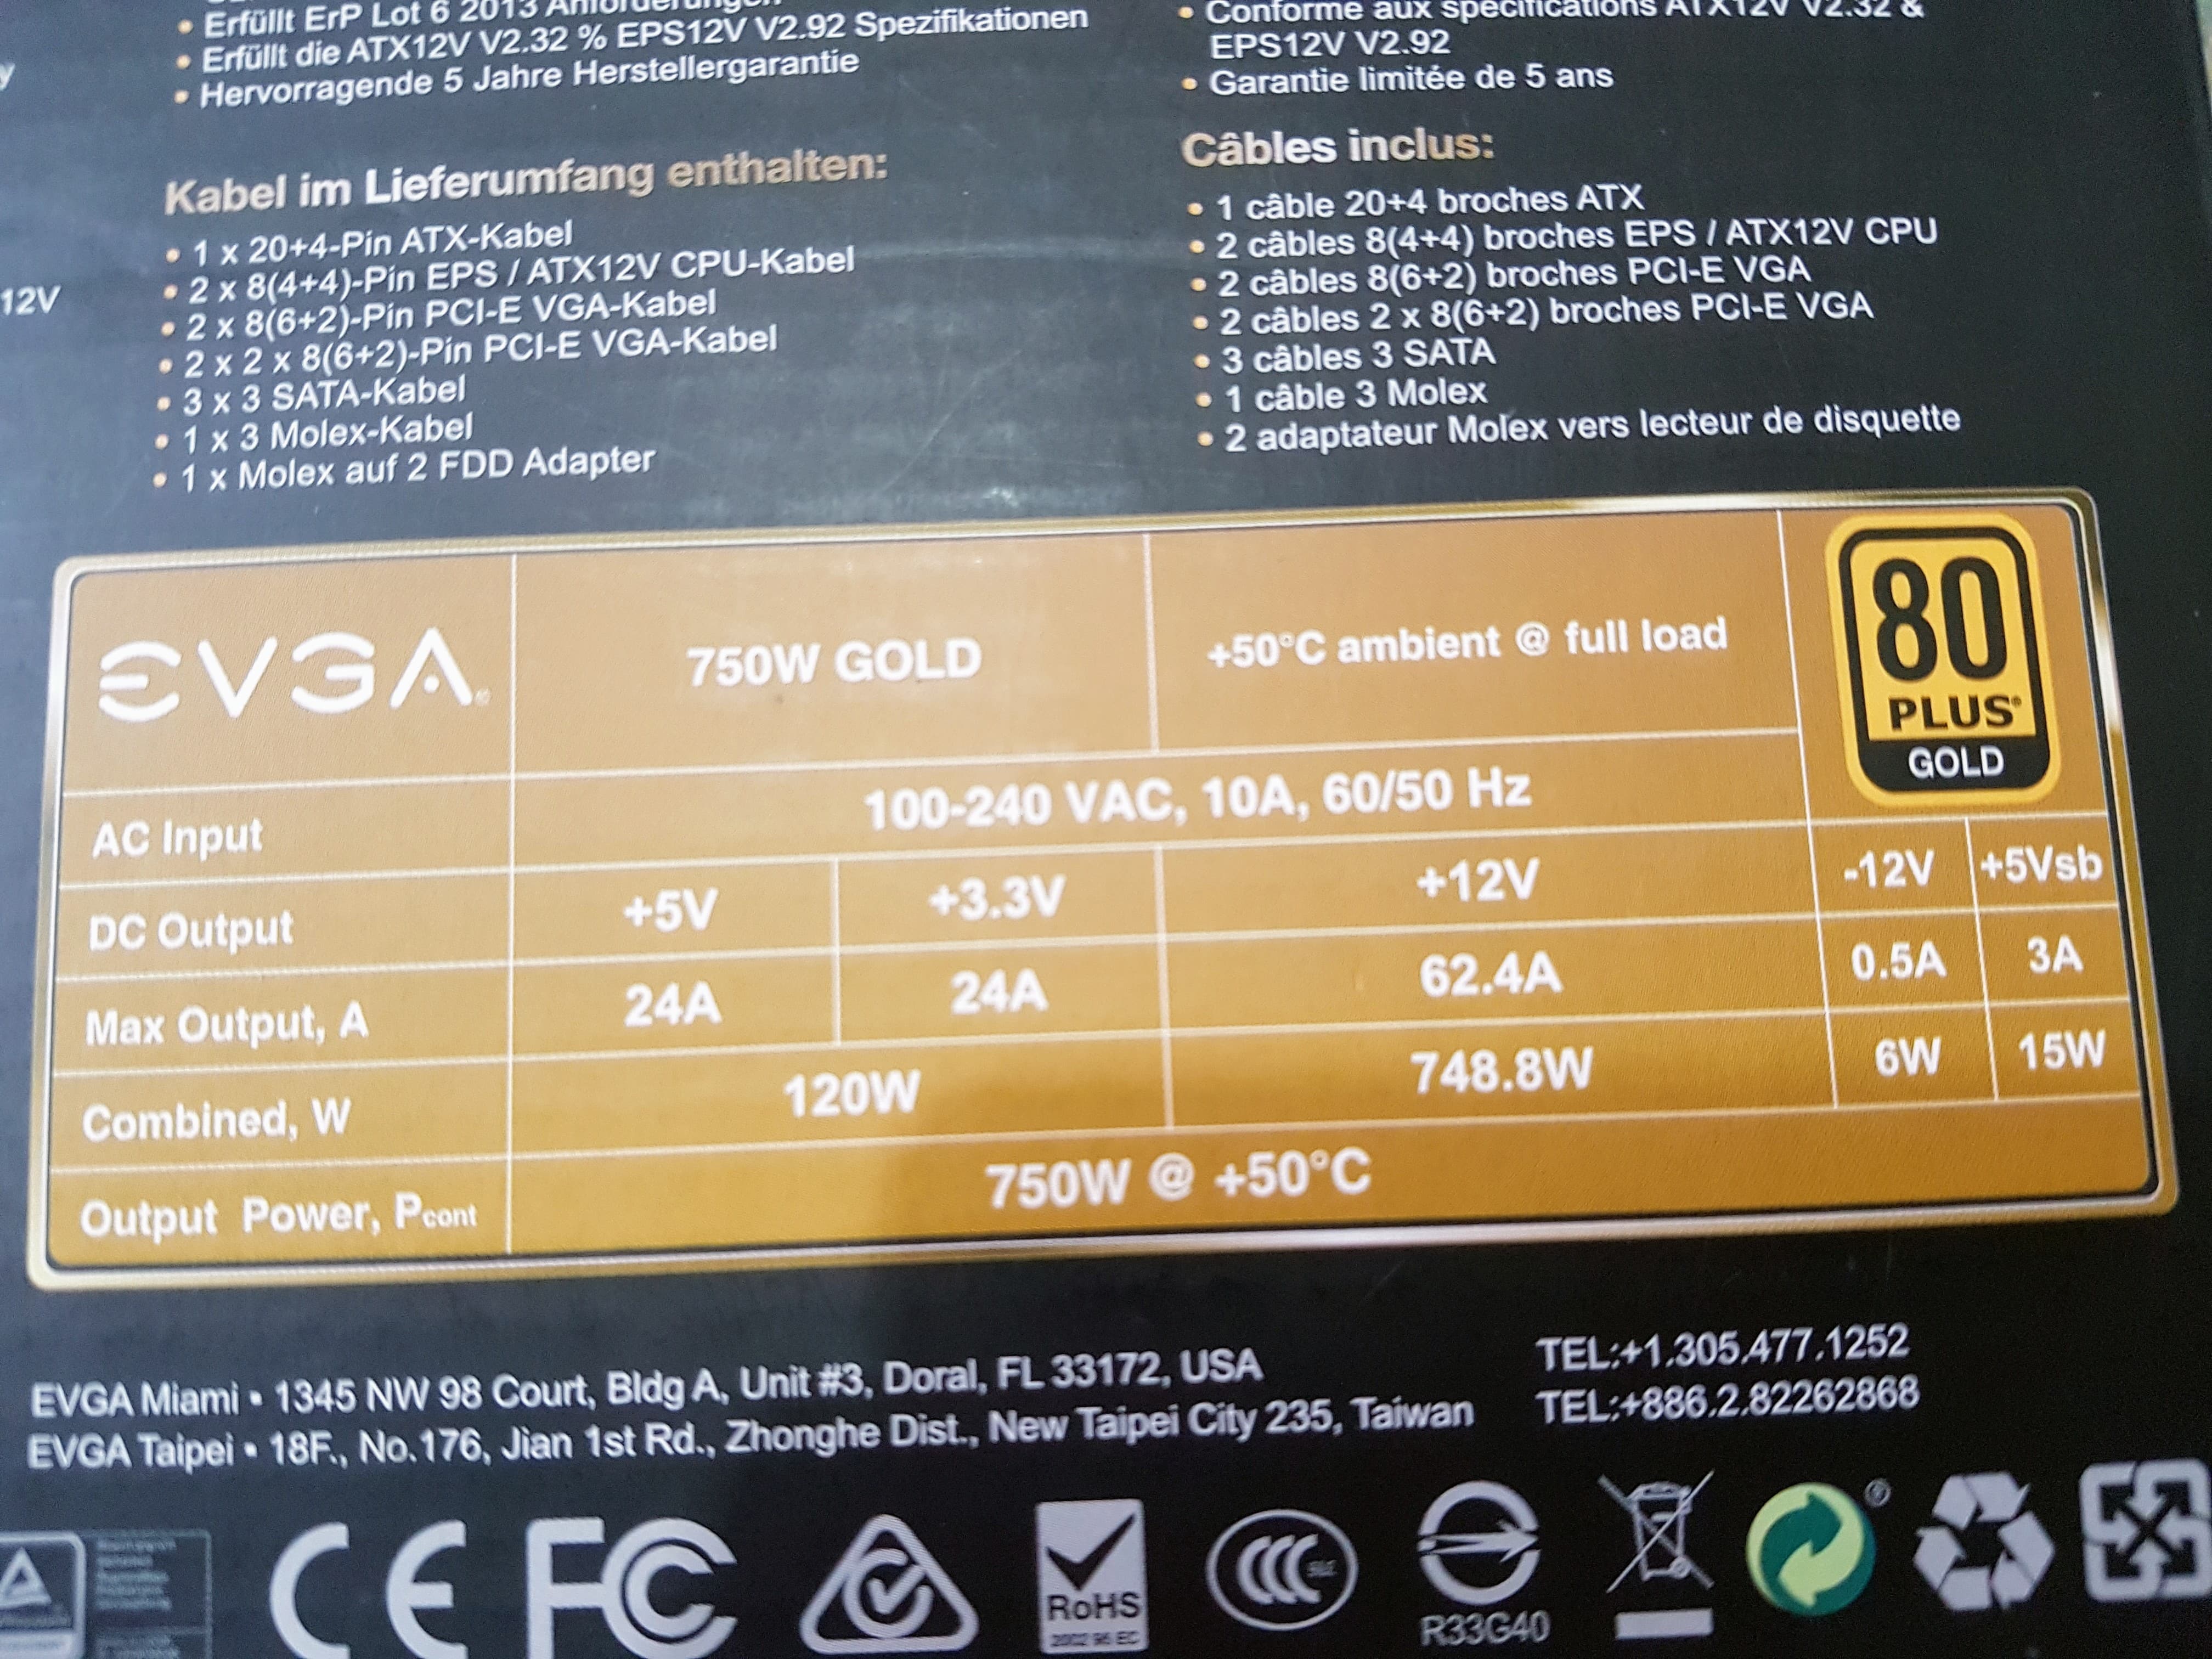 • Erfüllt ErP Lot 6 2013 Anforderungen
• Erfüllt die ATX12V V2.32 % EPS12V V2.92 Spezifikationen
• Hervorragende 5 Jahre Herstellergarantie
Kabel im Lieferumfang enthalten:
• 1 x 20+4-Pin ATX-Kabel
• 2 x 8(4+4)-Pin EPS / ATX12V CPU-Kabel
• 2 x 8(6+2)-Pin PCI-E VGA-Kabel
• 2 x 2 x 8(6+2)-Pin PCI-E VGA-Kabel
• 3 x 3 SATA-Kabel
• 1 x 3 Molex-Kabel
• 1 x Molex auf 2 FDD Adapter
y
12V
• Conforme aux spécifications ATX12V V2.32 &
EPS12V V2.92
• Garantie limitée de 5 ans
Câbles inclus:
• 1 câble 20+4 broches ATX
• 2 câbles 8(4+4) broches EPS / ATX12V CPU
• 2 câbles 8(6+2) broches PCI-E VGA
• 2 câbles 2 x 8(6+2) broches PCI-E VGA
• 3 câbles 3 SATA
• 1 câble 3 Molex
• 2 adaptateur Molex vers lecteur de disquette
EVGA® 750W GOLD +50°C ambient @ full load
80
PLUS®
GOLD
AC Input 100-240 VAC, 10A, 60/50 Hz
DC Output +5V +3.3V +12V -12V +5Vsb
Max Output, A 24A 24A 62.4A 0.5A 3A
Combined, W 120W 748.8W 6W 15W
Output Power, Pcont 750W @ +50°C
EVGA Miami • 1345 NW 98 Court, Bldg A, Unit #3, Doral, FL 33172, USA TEL:+1.305.477.1252
EVGA Taipei • 18F., No.176, Jian 1st Rd., Zhonghe Dist., New Taipei City 235, Taiwan TEL:+886.2.82262868
CE FC
RoHS
2002 95 EC
CCC
R33G40
®